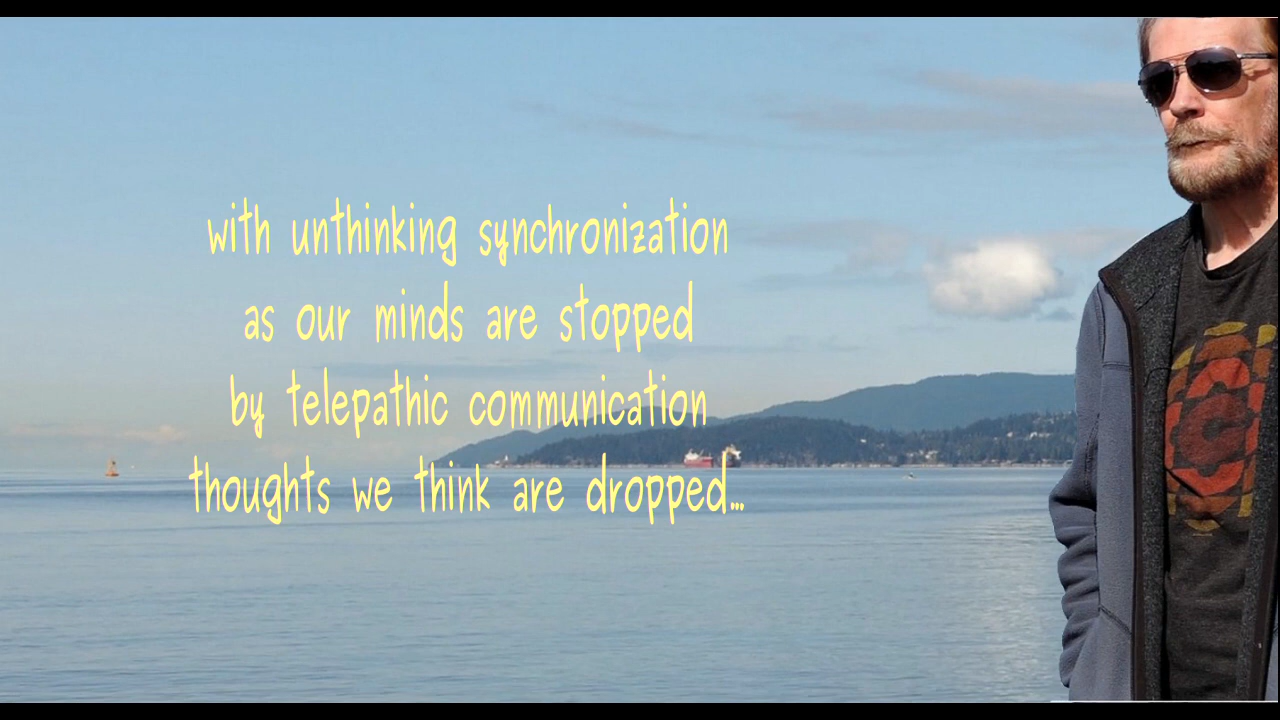 with unthinking synchronization
as our minds are stopped
by telepathic communication
thoughts we think are dropped...